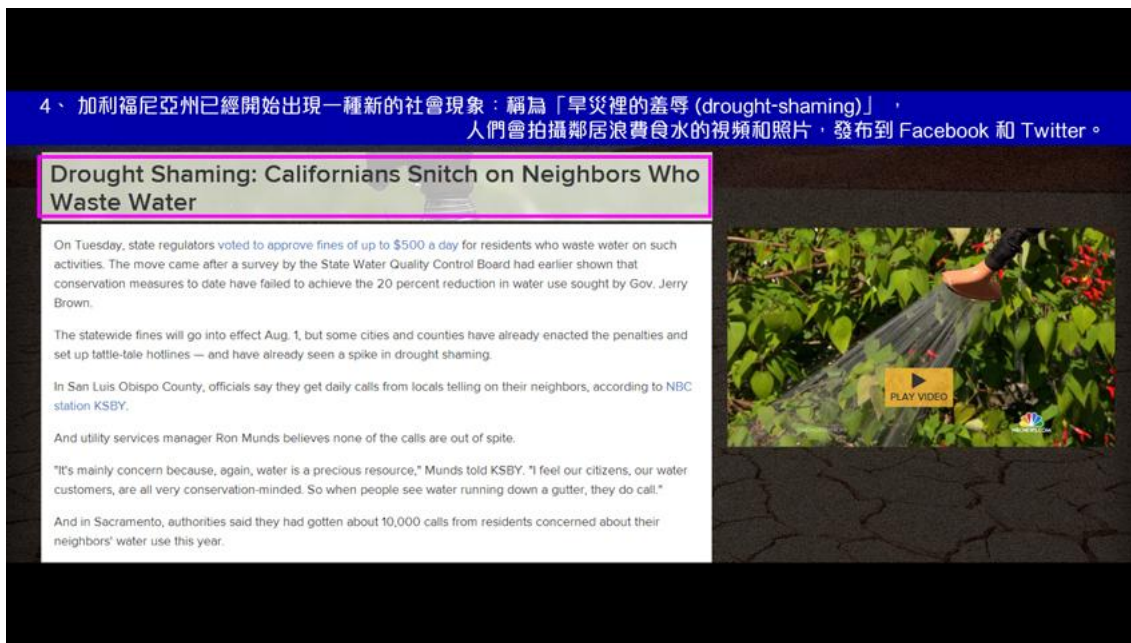 4、 加利福尼亞州已經開始出現一種新的社會現象：稱為「旱災裡的羞辱 (drought-shaming)」，
人們會拍攝鄰居浪費食水的視頻和照片，發布到 Facebook 和 Twitter。
Drought Shaming: Californians Snitch on Neighbors Who
Waste Water
On Tuesday, state regulators voted to approve fines of up to $500 a day for residents who waste water on such
activities. The move came after a survey by the State Water Quality Control Board had earlier shown that
conservation measures to date have failed to achieve the 20 percent reduction in water use sought by Gov. Jerry
Brown.
The statewide fines will go into effect Aug. 1, but some cities and counties have already enacted the penalties and
set up tattle-tale hotlines — and have already seen a spike in drought shaming.
In San Luis Obispo County, officials say they get daily calls from locals telling on their neighbors, according to NBC
station KSBY.
And utility services manager Ron Munds believes none of the calls are out of spite.
"It's mainly concern because, again, water is a precious resource," Munds told KSBY. "I feel our citizens, our water
customers, are all very conservation-minded. So when people see water running down a gutter, they do call."
And in Sacramento, authorities said they had gotten about 10,000 calls from residents concerned about their
neighbors' water use this year.
PLAY VIDEO
NBCNEWS.COM